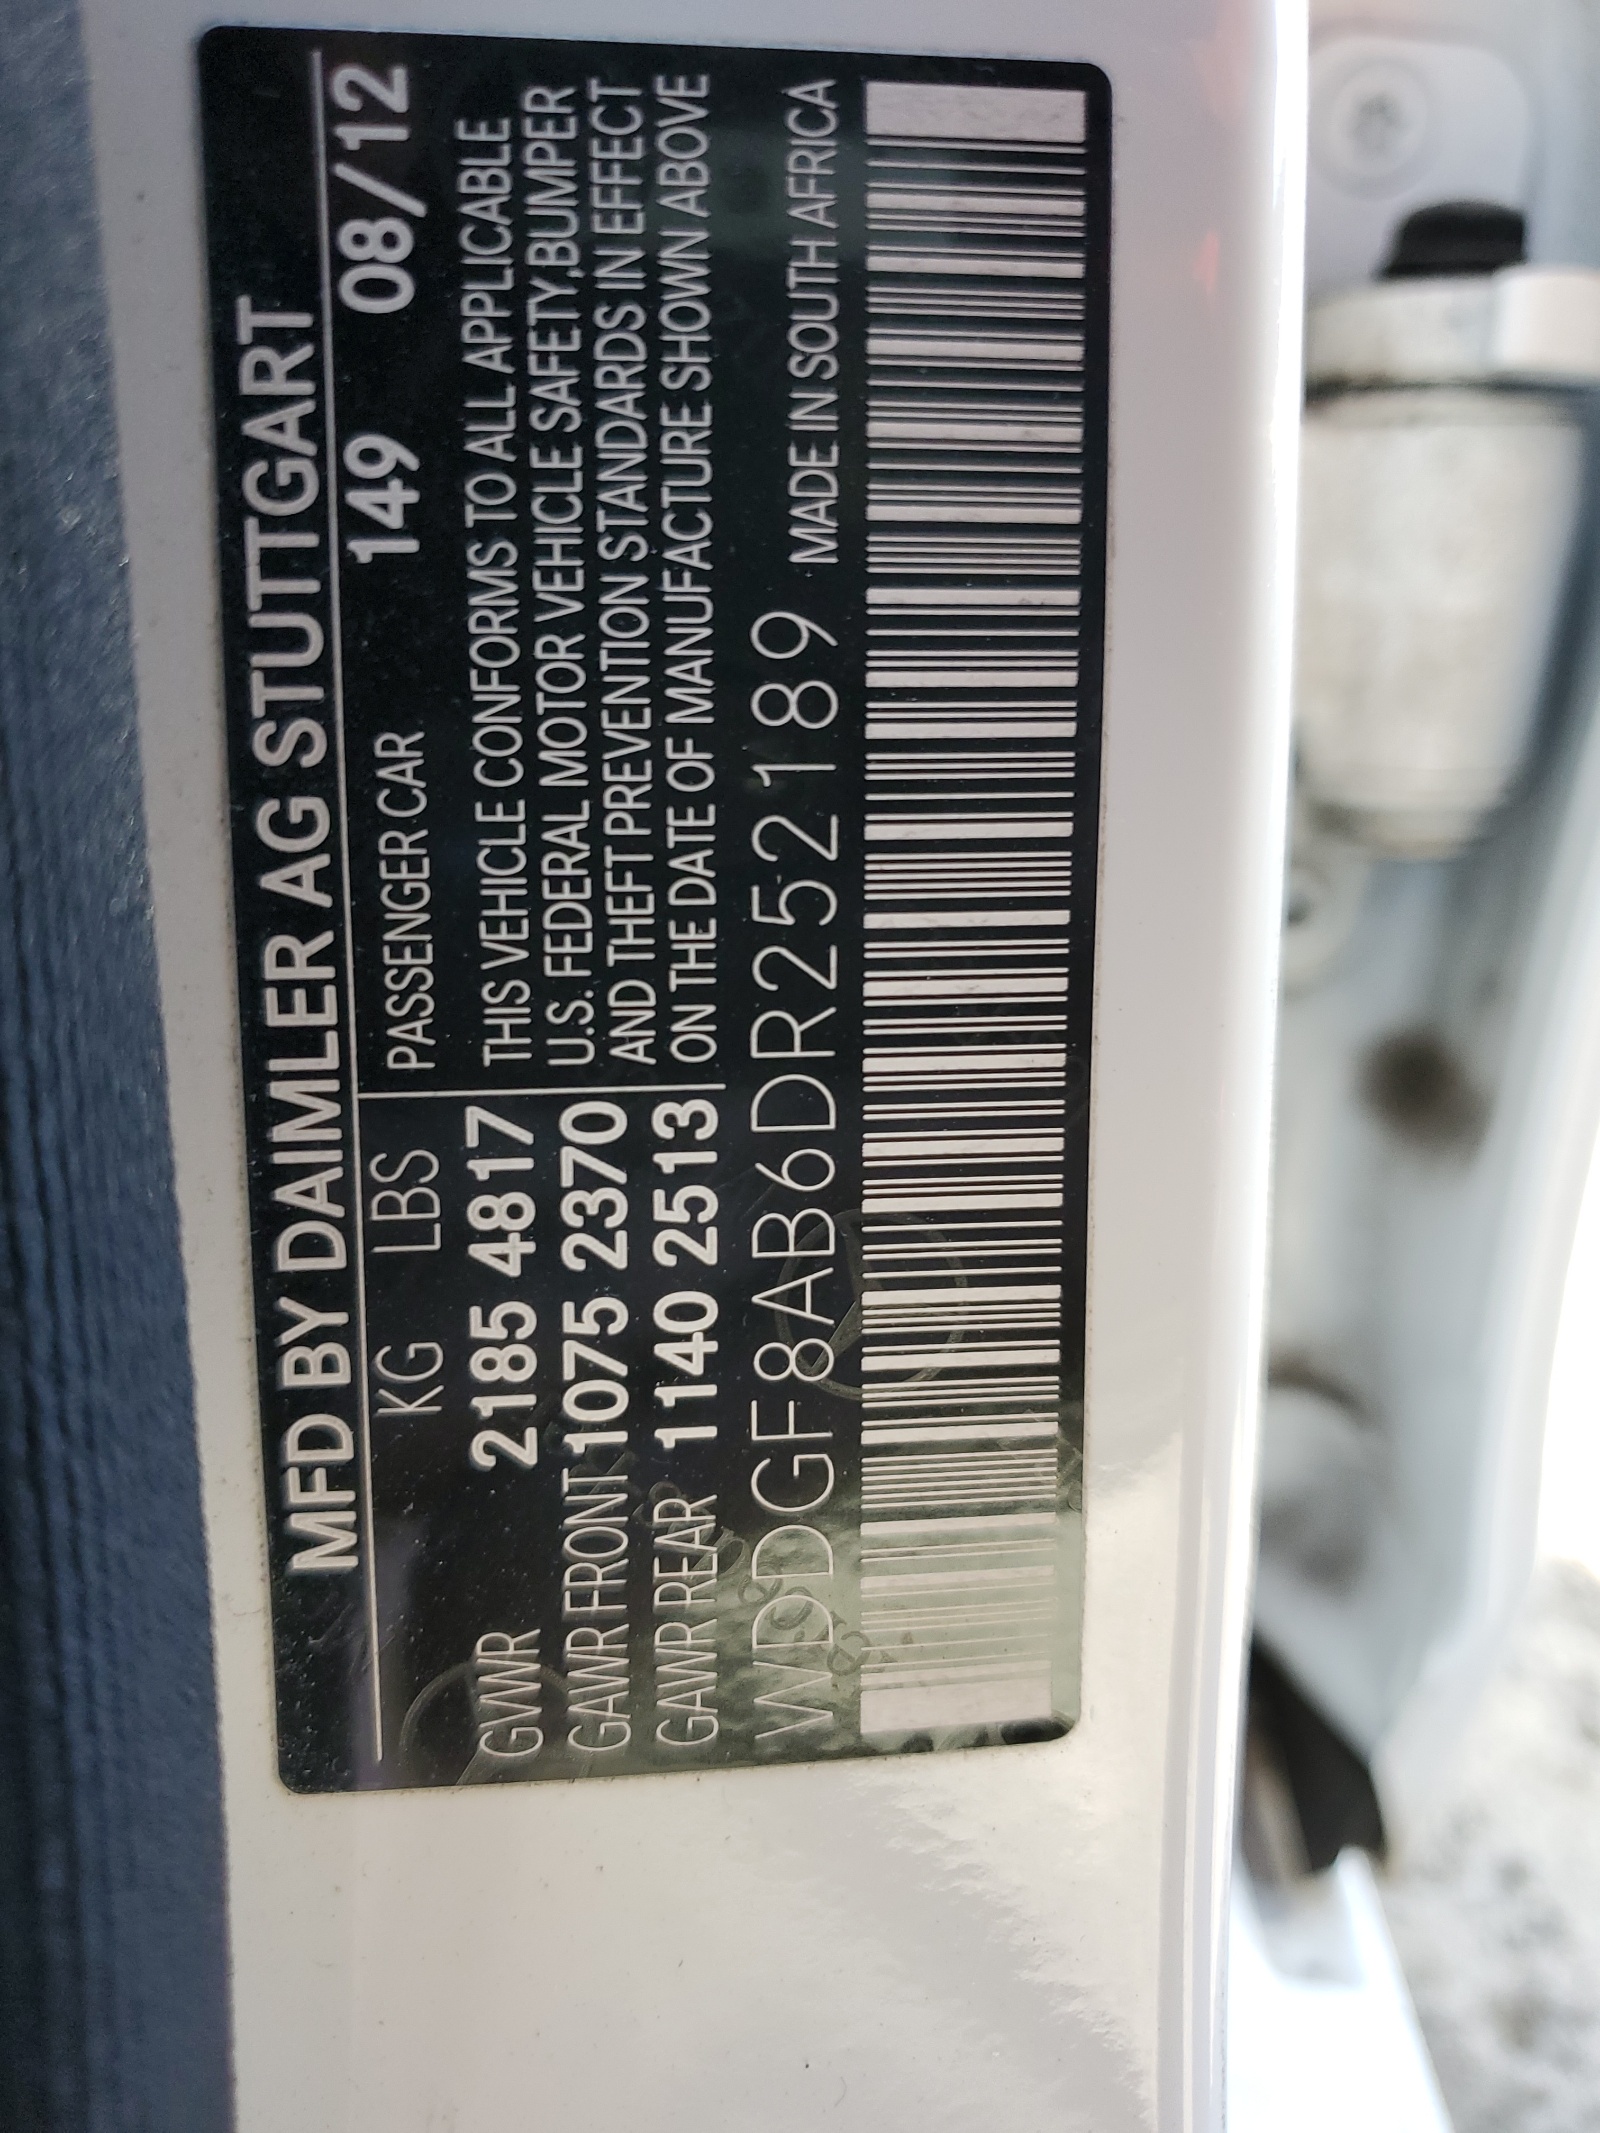 MFD BY DAIMLER AG STUTTGART
KG LBS PASSENGER CAR 149 08/12
GVWR 2185 4817 THIS VEHICLE CONFORMS TO ALL APPLICABLE
U.S. FEDERAL MOTOR VEHICLE SAFETY,BUMPER
GAWR FRONT 1075 2370 AND THEFT PREVENTION STANDARDS IN EFFECT
GAWR REAR 1140 2513 ON THE DATE OF MANUFACTURE SHOWN ABOVE
WDDGF8AB6DR252189 MADE IN SOUTH AFRICA